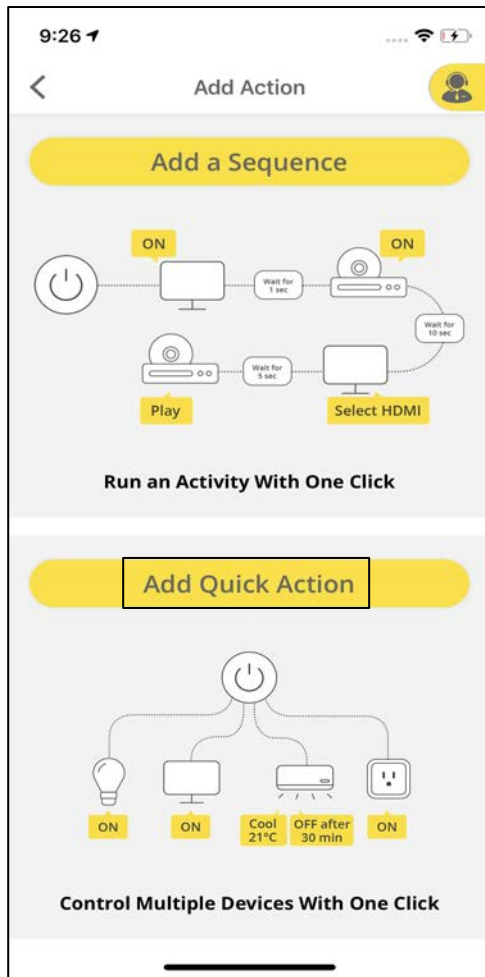 9:26
Add Action
Add a Sequence
ON
ON
Wait for
1 sec
Wait for
10 sec
Wait for
5 sec
Play
Select HDMI
Run an Activity With One Click
Add Quick Action
ON
ON
Cool
21°C
OFF after
30 min
ON
Control Multiple Devices With One Click